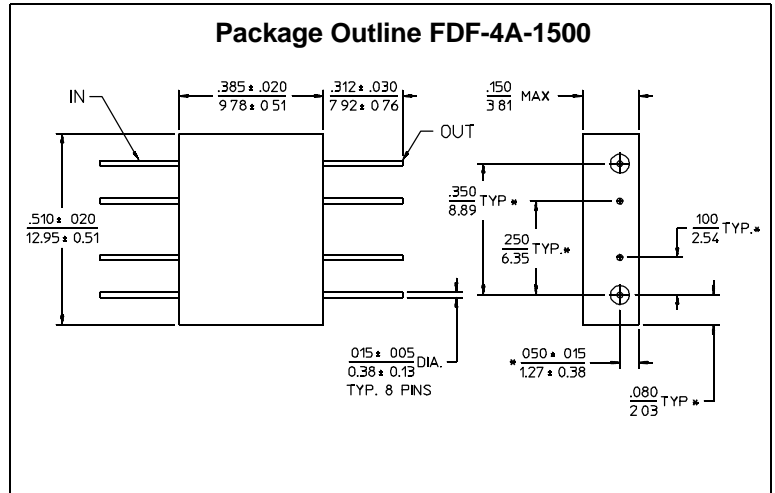 Package Outline FDF-4A-1500
IN
.385± .020
9 78 ± 0 51
.312± .030
7 92 ± 0 76
OUT
.510± 020
12.95 ± 0.51
015± 005
0.38 ± 0.13
DIA.
TYP. 8 PINS
.150
3 81
MAX
.350
8.89
TYP *
250
6.35
TYP.*
100
2.54
TYP.*
* 050 ± 015
1.27 ± 0.38
.080
2 03
TYP *